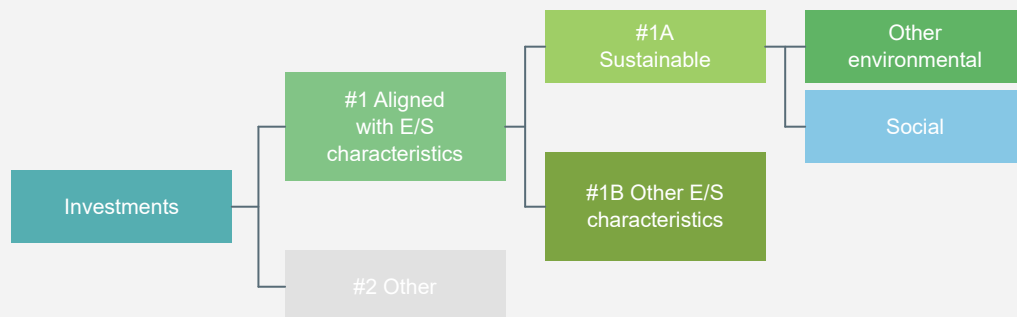 Investments
#1 Aligned
with E/S
characteristics
#2 Other
#1A
Sustainable
#1B Other E/S
characteristics
Other
environmental
Social